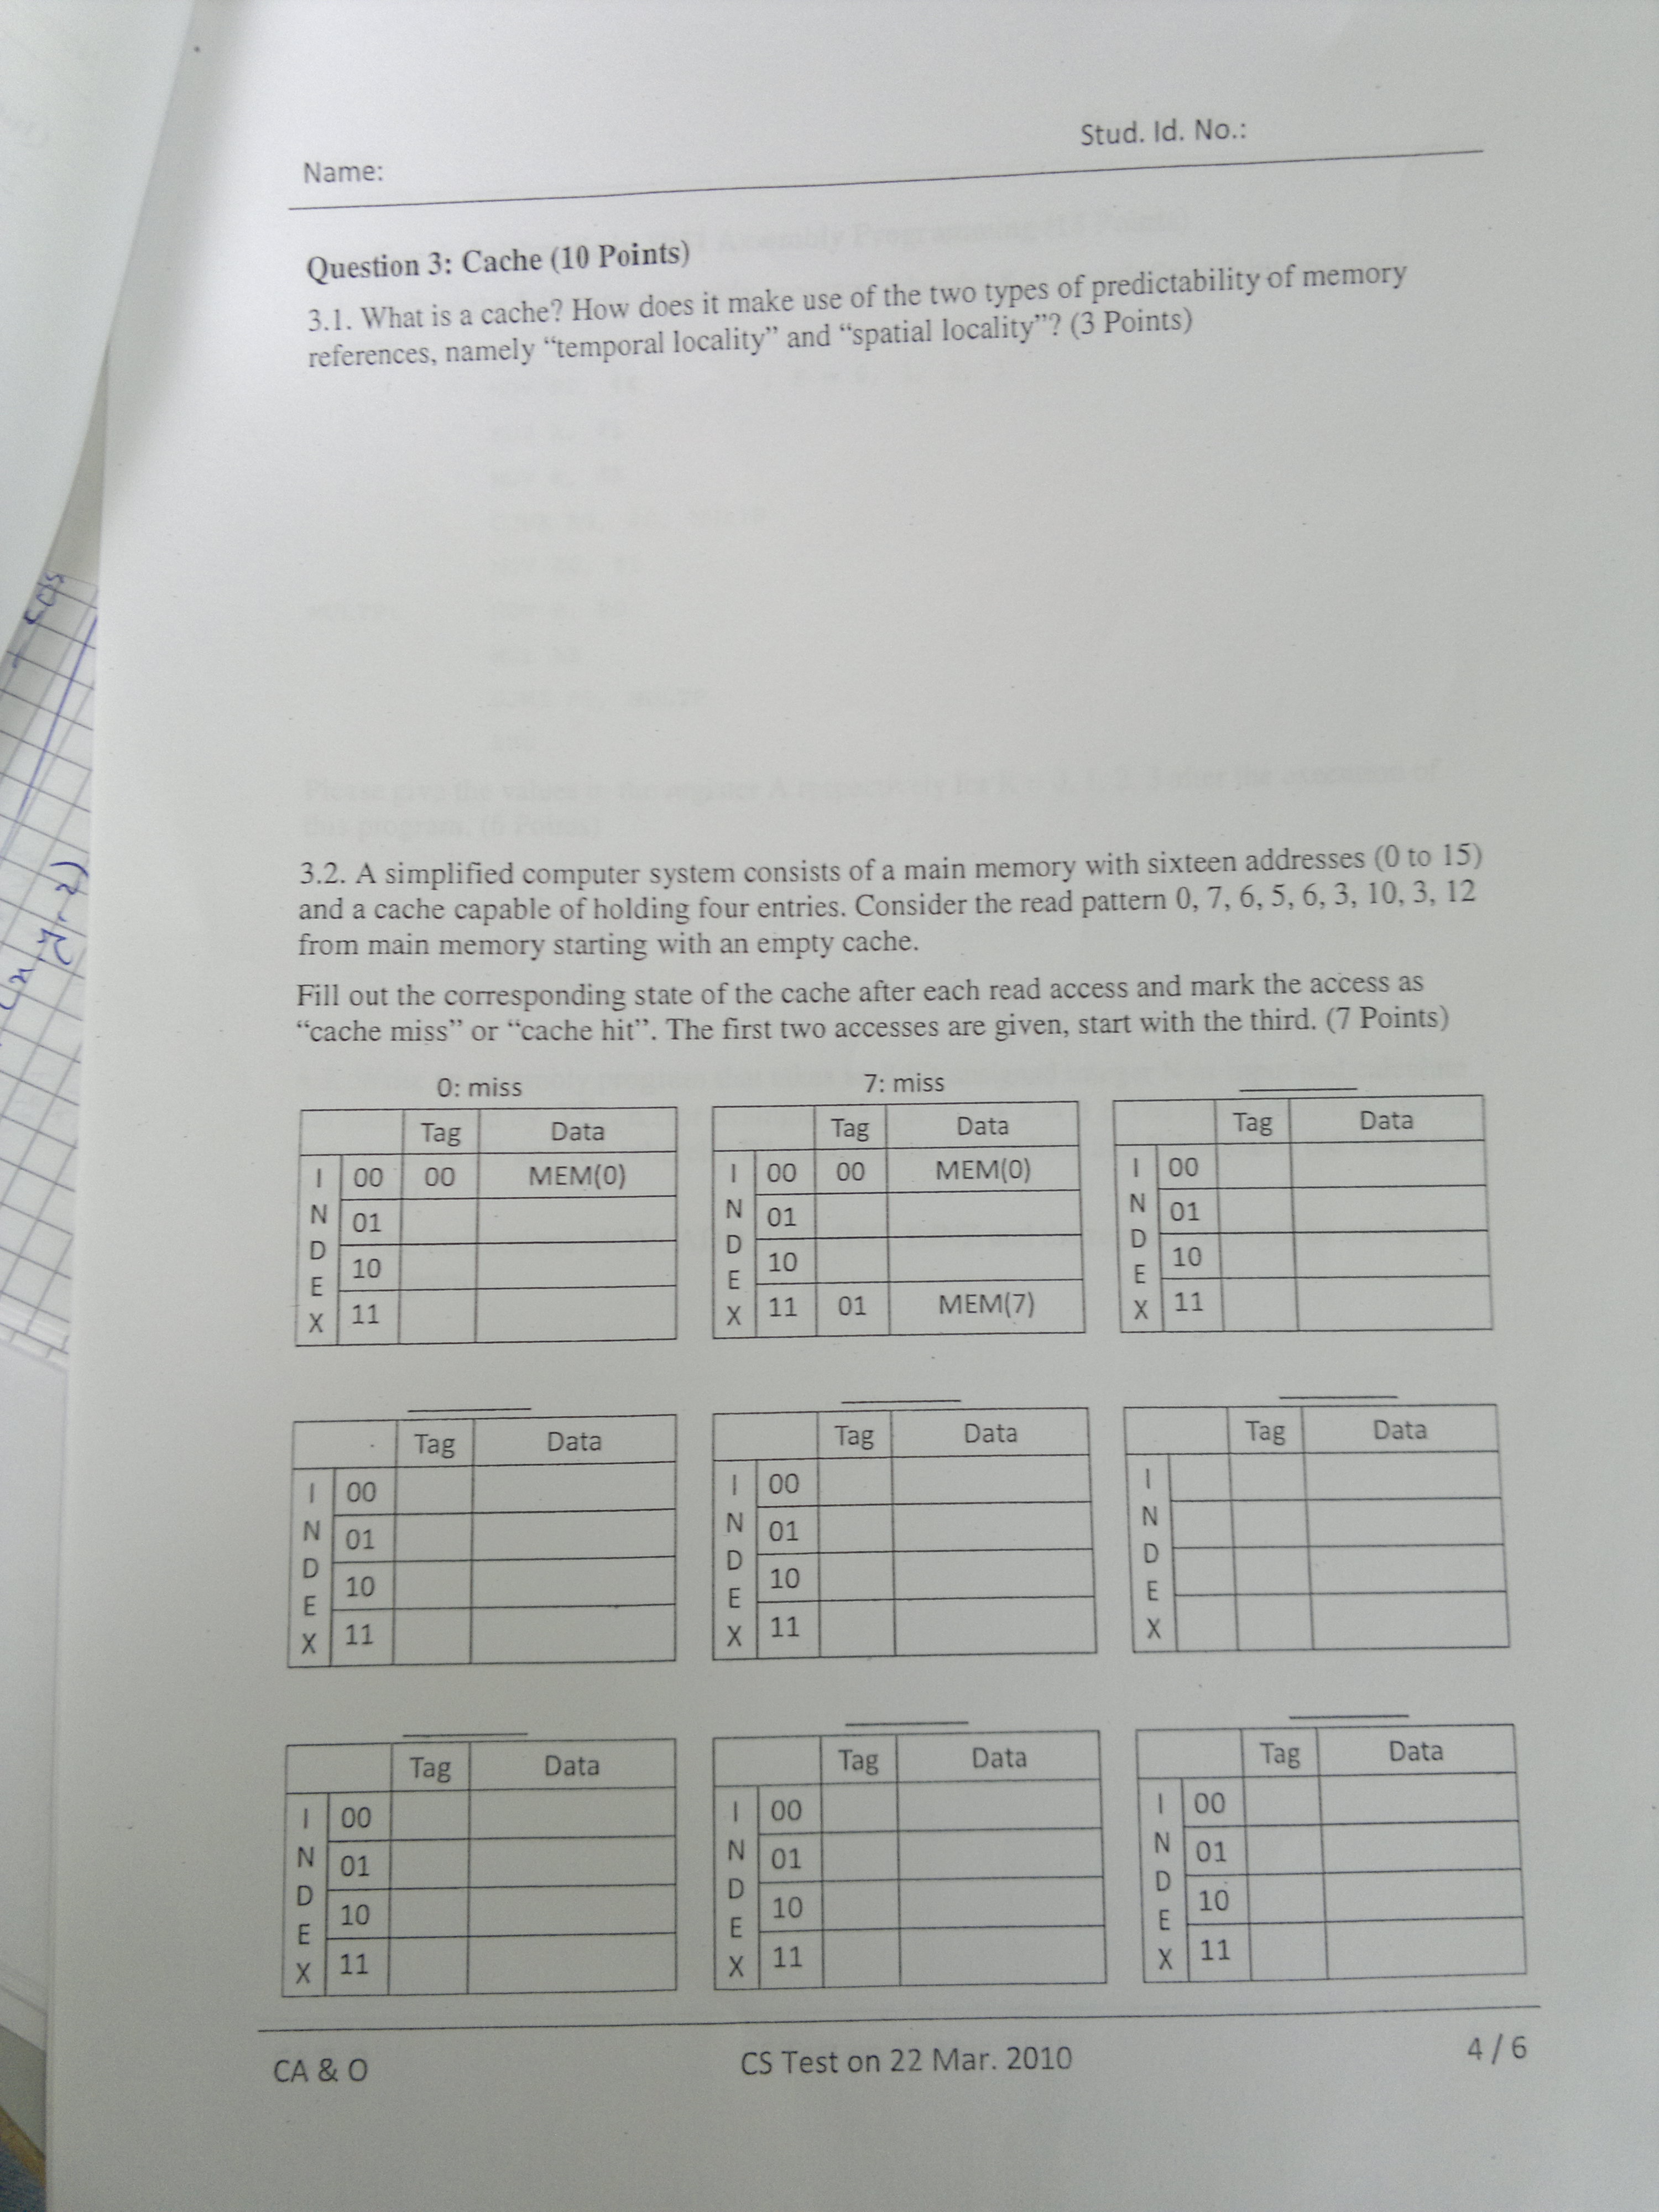 Stud. Id. No.:
Name:
Question 3: Cache (10 Points)
3.1. What is a cache? How does it make use of the two types of predictability of memory
references, namely “temporal locality” and “spatial locality”? (3 Points)
3.2. A simplified computer system consists of a main memory with sixteen addresses (0 to 15)
and a cache capable of holding four entries. Consider the read pattern 0, 7, 6, 5, 6, 3, 10, 3, 12
from main memory starting with an empty cache.
Fill out the corresponding state of the cache after each read access and mark the access as
“cache miss” or “cache hit”. The first two accesses are given, start with the third. (7 Points)
0: miss
Tag Data
INDEX
00 00 MEM(0)
01
10
11
7: miss
Tag Data
INDEX
00 00 MEM(0)
01
10
11 01 MEM(7)
Tag Data
INDEX
00
01
10
11
Tag Data
INDEX
00
01
10
11
Tag Data
INDEX
00
01
10
11
Tag Data
INDEX
Tag Data
INDEX
00
01
10
11
Tag Data
INDEX
00
01
10
11
Tag Data
INDEX
00
01
10
11
CA & O CS Test on 22 Mar. 2010 4 / 6